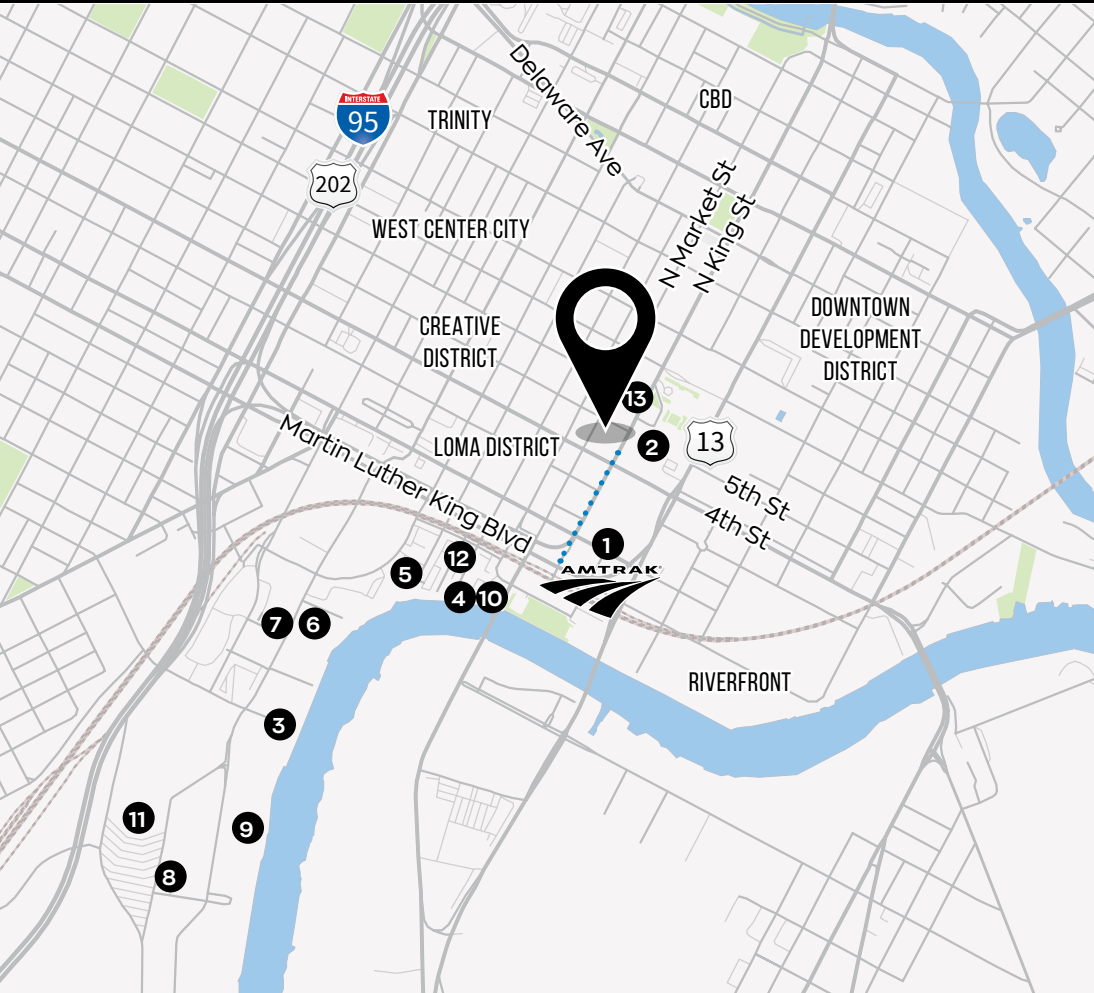 Delaware Ave
CBD
INTERSTATE
95
TRINITY
202
N Market St
N King St
WEST CENTER CITY
DOWNTOWN
DEVELOPMENT
DISTRICT
CREATIVE
DISTRICT
13
Martin Luther King Blvd
LOMA DISTRICT
2
13
5th St
4th St
1
AMTRAK
12
5
4
10
7
6
RIVERFRONT
3
11
9
8